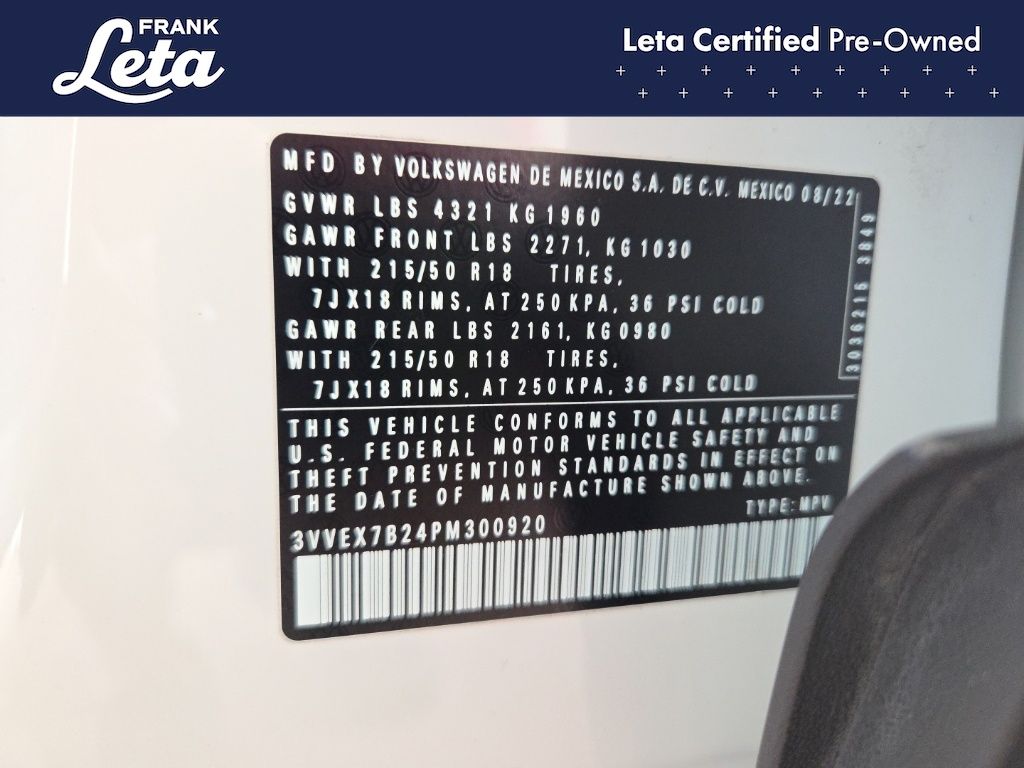 FRANK
Leta
Leta Certified Pre-Owned
MFD BY VOLKSWAGEN DE MEXICO S.A. DE C.V. MEXICO 08/22
GVWR LBS 4321 KG 1960
GAWR FRONT LBS 2271, KG 1030
WITH 215/50 R18 TIRES,
7JX18 RIMS, AT 250 KPA, 36 PSI COLD
GAWR REAR LBS 2161, KG 0980
WITH 215/50 R18 TIRES,
7JX18 RIMS, AT 250 KPA, 36 PSI COLD
3036216 3849
THIS VEHICLE CONFORMS TO ALL APPLICABLE
U.S. FEDERAL MOTOR VEHICLE SAFETY AND
THEFT PREVENTION STANDARDS IN EFFECT ON
THE DATE OF MANUFACTURE SHOWN ABOVE.
TYPE: MPV
3VVEX7B24PM300920